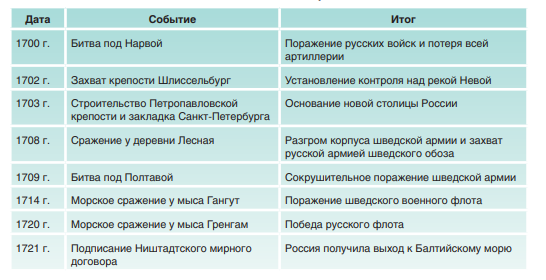 Дата Событие Итог
1700 г. Битва под Нарвой Поражение русских войск и потеря всей
артиллерии
1702 г. Захват крепости Шлиссельбург Установление контроля над рекой Невой
1703 г. Строительство Петропавловской Основание новой столицы России
крепости и закладка Санкт-Петербурга
1708 г. Сражение у деревни Лесная Разгром корпуса шведской армии и захват
русской армией шведского обоза
1709 г. Битва под Полтавой Сокрушительное поражение шведской армии
1714 г. Морское сражение у мыса Гангут Поражение шведского военного флота
1720 г. Морское сражение у мыса Гренгам Победа русского флота
1721 г. Подписание Ништадтского мирного Россия получила выход к Балтийскому морю
договора